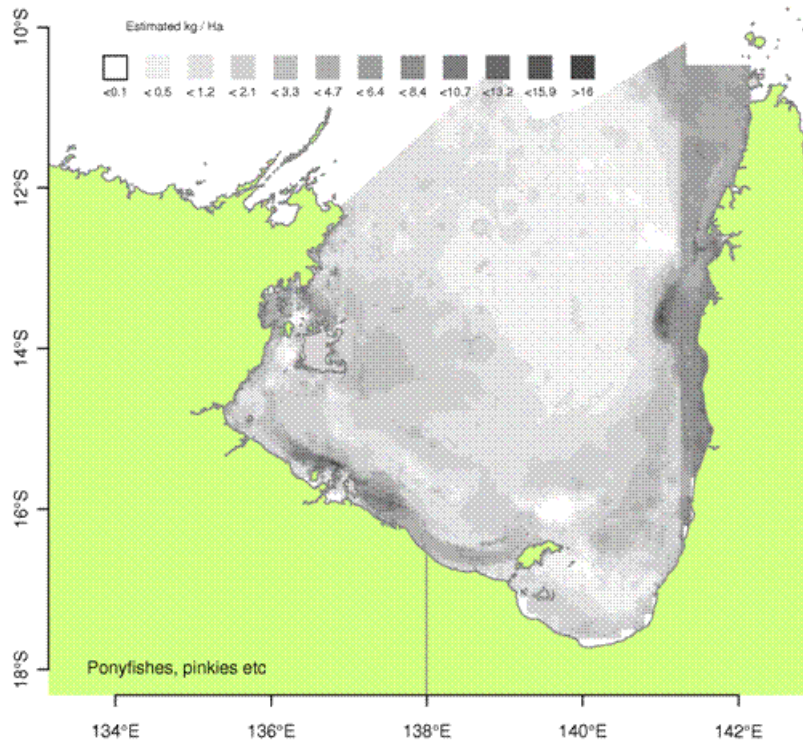 Estimated kg / Ha
<0.1 < 0.5 < 1.2 < 2.1 < 3.3 < 4.7 < 6.4 < 8.4 <10.7 <13.2 <15.9 >16
10°S
12°S
14°S
16°S
18°S
Ponyfishes, pinkies etc
134°E 136°E 138°E 140°E 142°E